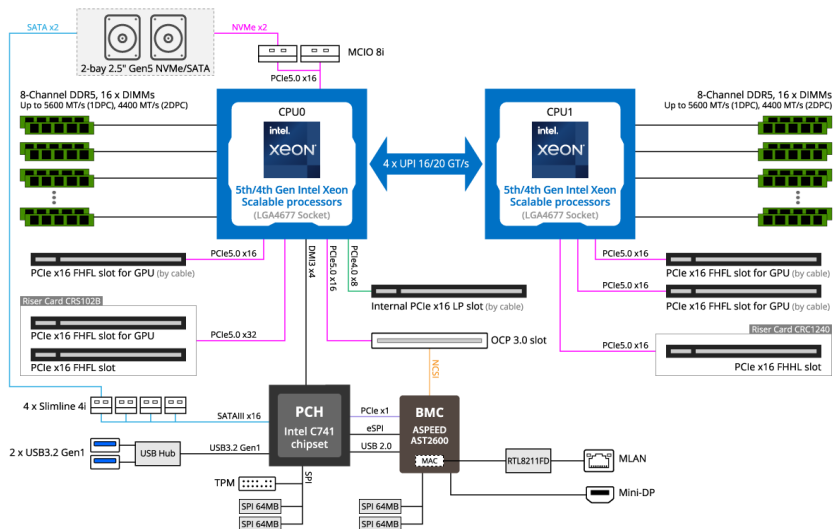 SATA x2
NVMe x2
2-bay 2.5" Gen5 NVMe/SATA
MCIO 8i
PCIe5.0 x16
8-Channel DDR5, 16 x DIMMs
Up to 5600 MT/s (1DPC), 4400 MT/s (2DPC)
CPU0
intel.
xeon
5th/4th Gen Intel Xeon
Scalable processors
(LGA4677 Socket)
4 x UPI 16/20 GT/s
CPU1
intel.
xeon
5th/4th Gen Intel Xeon
Scalable processors
(LGA4677 Socket)
8-Channel DDR5, 16 x DIMMs
Up to 5600 MT/s (1DPC), 4400 MT/s (2DPC)
PCIe5.0 x16
PCIe x16 FHFL slot for GPU (by cable)
Riser Card CRS102B
PCIe x16 FHFL slot for GPU
PCIe x16 FHFL slot
PCIe5.0 x32
DMI3 x4
PCIe5.0 x16
PCIe4.0 x8
Internal PCIe x16 LP slot (by cable)
OCP 3.0 slot
NCSI
PCIe5.0 x16
PCIe x16 FHFL slot for GPU (by cable)
PCIe5.0 x16
PCIe x16 FHFL slot for GPU (by cable)
Riser Card CRC1240
PCIe5.0 x16
PCIe x16 FHHL slot
4 x Slimline 4i
SATAIII x16
PCH
Intel C741
chipset
PCIe x1
eSPI
USB 2.0
BMC
ASPEED
AST2600
MAC
2 x USB3.2 Gen1
USB Hub
USB3.2 Gen1
RTL8211FD
MLAN
Mini-DP
TPM
SPI
SPI 64MB
SPI 64MB
SPI 64MB
SPI 64MB